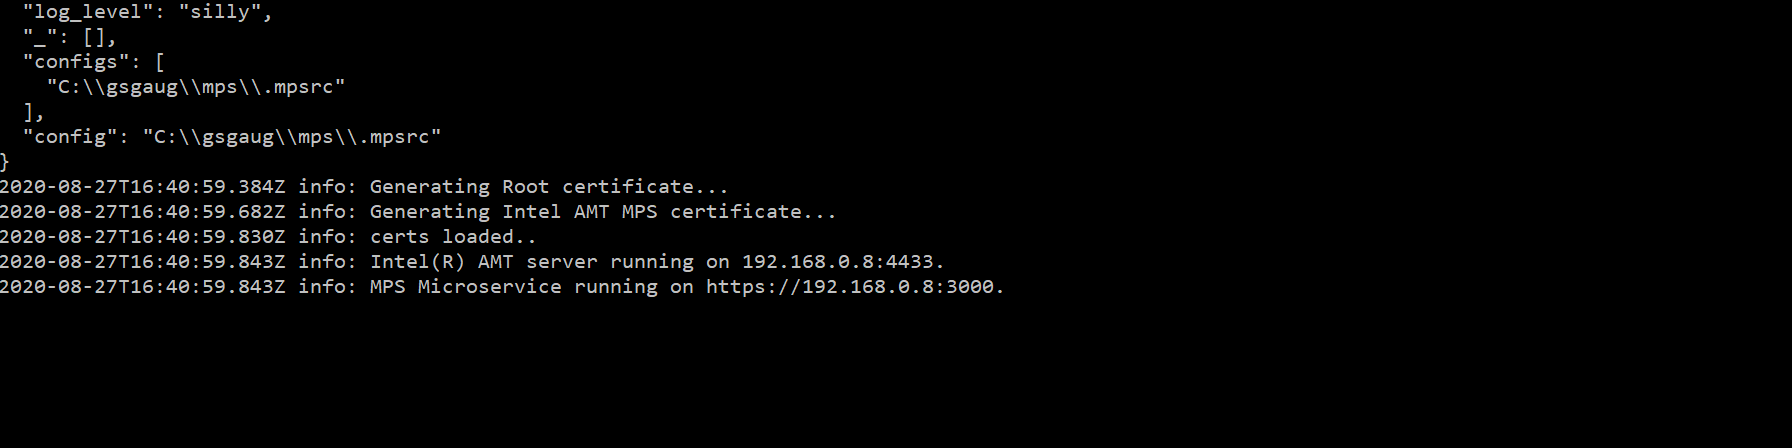 "log_level": "silly",
"_": [],
"configs": [
"C:\\gsgaug\\mps\\.mpsrc"
],
"config": "C:\\gsgaug\\mps\\.mpsrc"
}
2020-08-27T16:40:59.384Z info: Generating Root certificate...
2020-08-27T16:40:59.682Z info: Generating Intel AMT MPS certificate...
2020-08-27T16:40:59.830Z info: certs loaded..
2020-08-27T16:40:59.843Z info: Intel(R) AMT server running on 192.168.0.8:4433.
2020-08-27T16:40:59.843Z info: MPS Microservice running on https://192.168.0.8:3000.